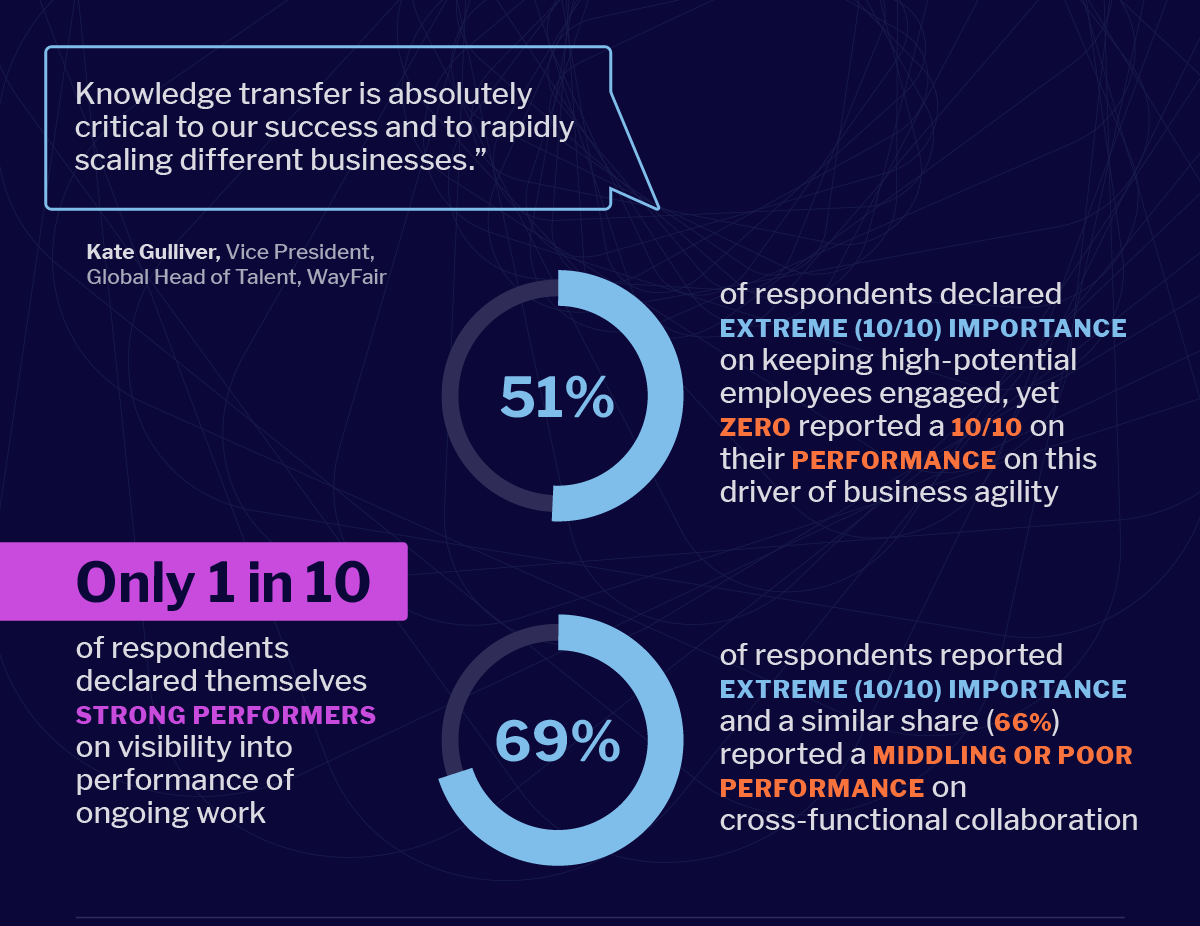 Knowledge transfer is absolutely
critical to our success and to rapidly
scaling different businesses.”
Kate Gulliver, Vice President,
Global Head of Talent, WayFair
51%
of respondents declared
EXTREME (10/10) IMPORTANCE
on keeping high-potential
employees engaged, yet
ZERO reported a 10/10 on
their PERFORMANCE on this
driver of business agility
Only 1 in 10
of respondents
declared themselves
STRONG PERFORMERS
on visibility into
performance of
ongoing work
69%
of respondents reported
EXTREME (10/10) IMPORTANCE
and a similar share (66%)
reported a MIDDLING OR POOR
PERFORMANCE on
cross-functional collaboration